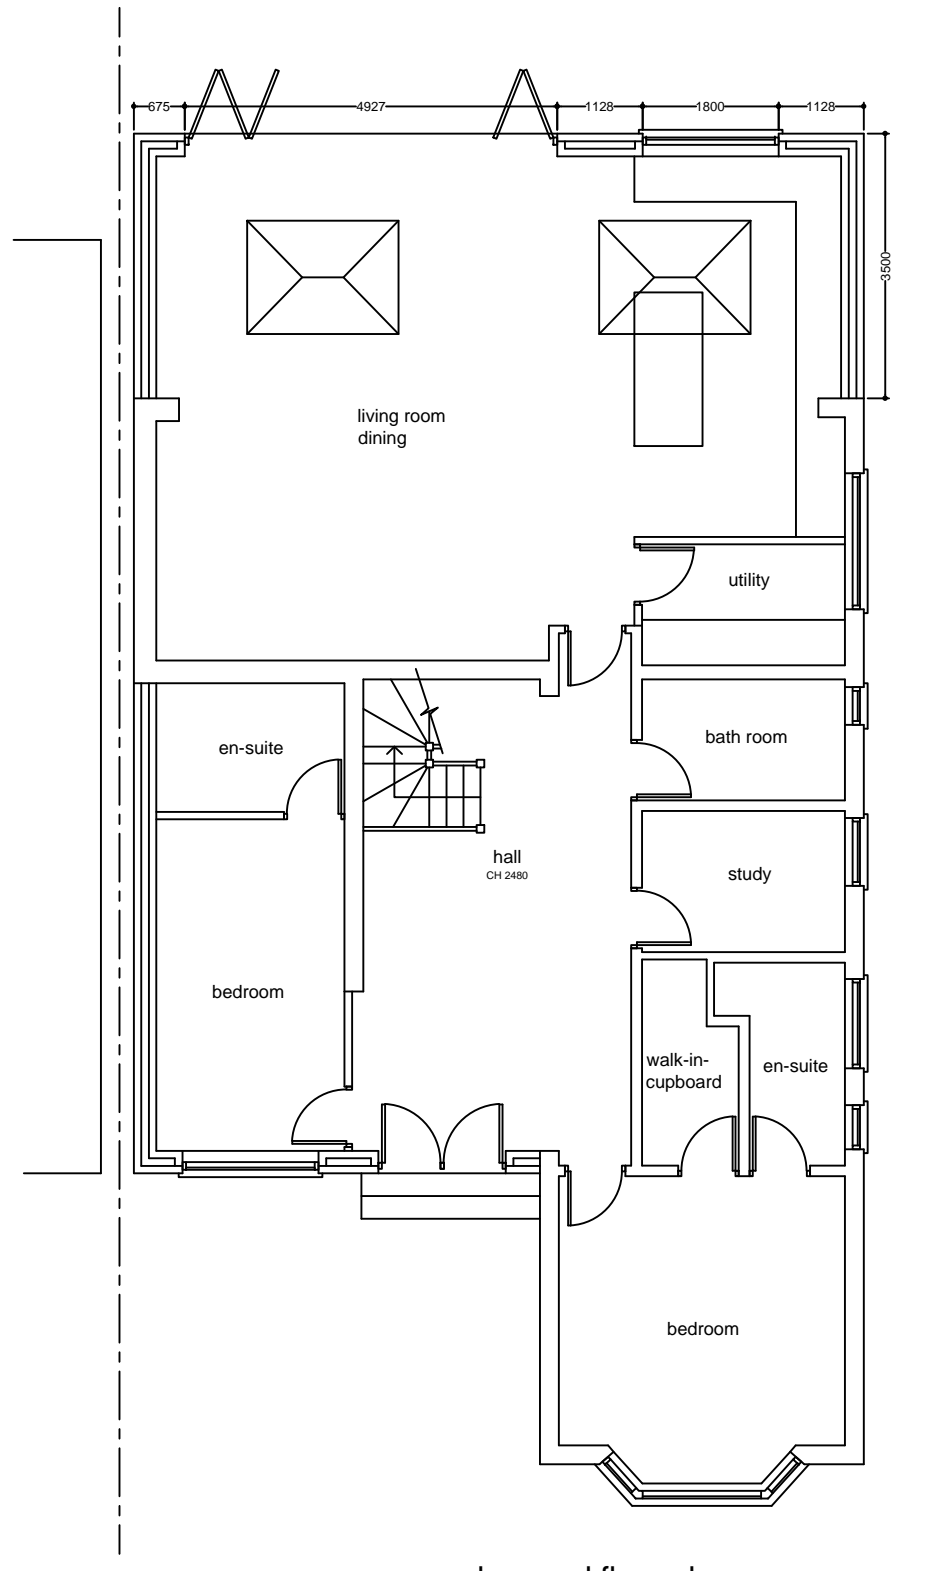 675
4927
1128
1800
1128
3500
living room
dining
utility
en-suite
bath room
hall
CH 2480
study
bedroom
walk-in-
cupboard
en-suite
bedroom